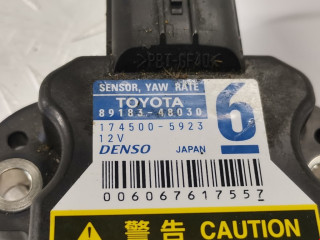 >PBT-GF30<
SENSOR, YAW RATE
TOYOTA
89183-48030
6
174500-5923
12V
DENSO JAPAN
006067617557
警告 CAUTION